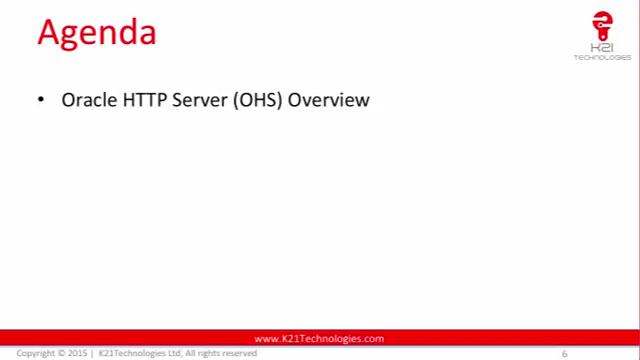 Agenda
K21
TECHNOLOGIES
• Oracle HTTP Server (OHS) Overview
www.K21Technologies.com
Copyright © 2015 | K21Technologies Ltd, All rights reserved
6